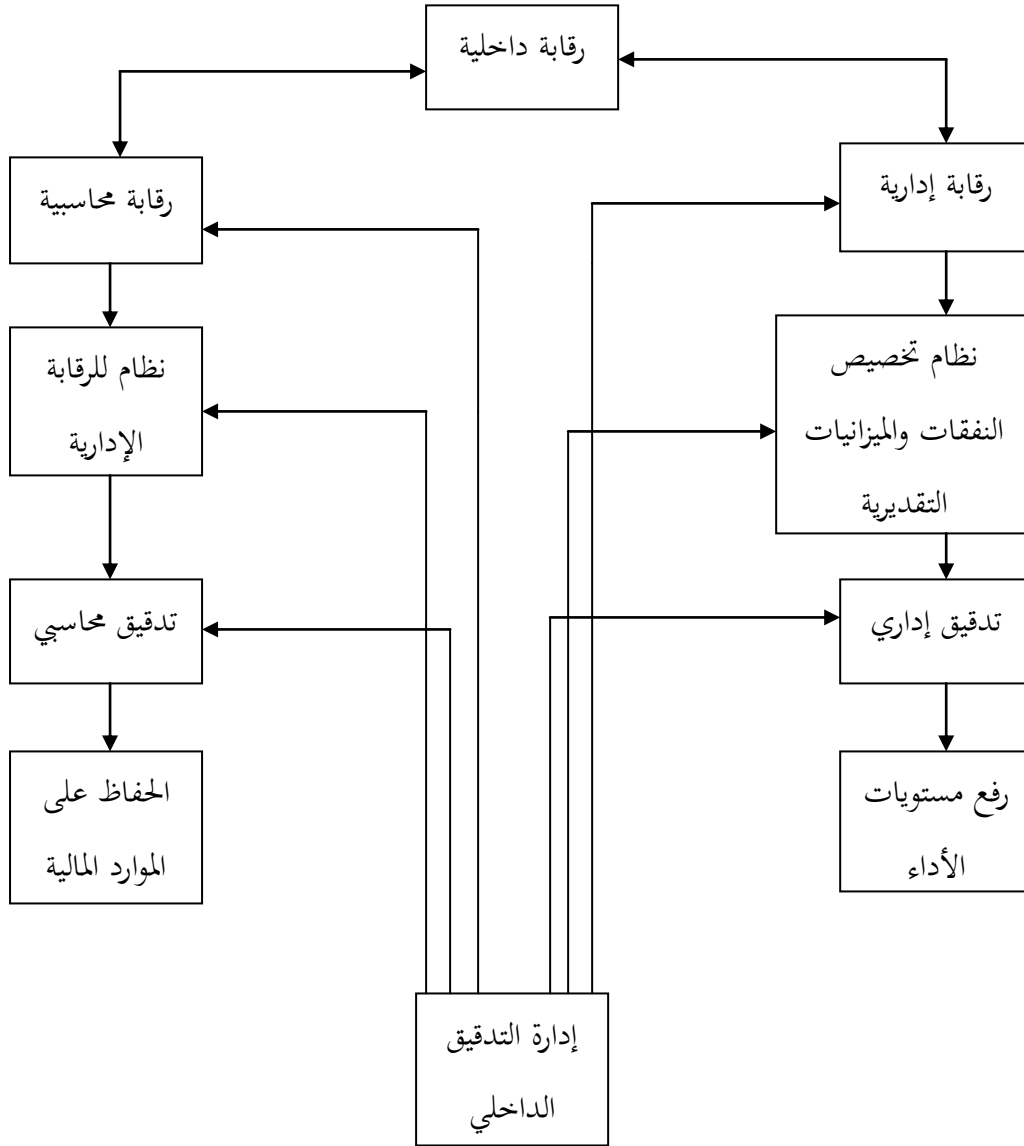 رقابة داخلية
رقابة إدارية
رقابة محاسبية
نظام تخصيص
النفقات والميزانيات
التقديرية
نظام للرقابة
الإدارية
تدقيق إداري
تدقيق محاسبي
رفع مستويات
الأداء
الحفاظ على
الموارد المالية
إدارة التدقيق
الداخلي